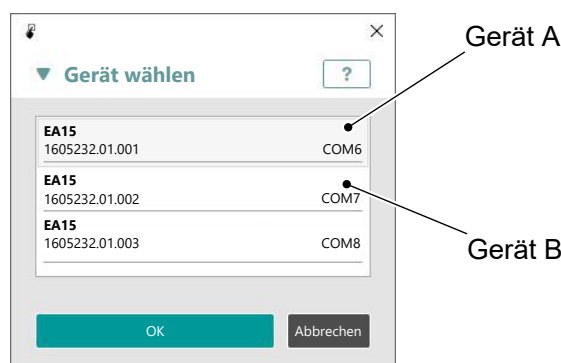 Gerät wählen
?
EA15
1605232.01.001 COM6
EA15
1605232.01.002 COM7
EA15
1605232.01.003 COM8
OK Abbrechen
Gerät A
Gerät B